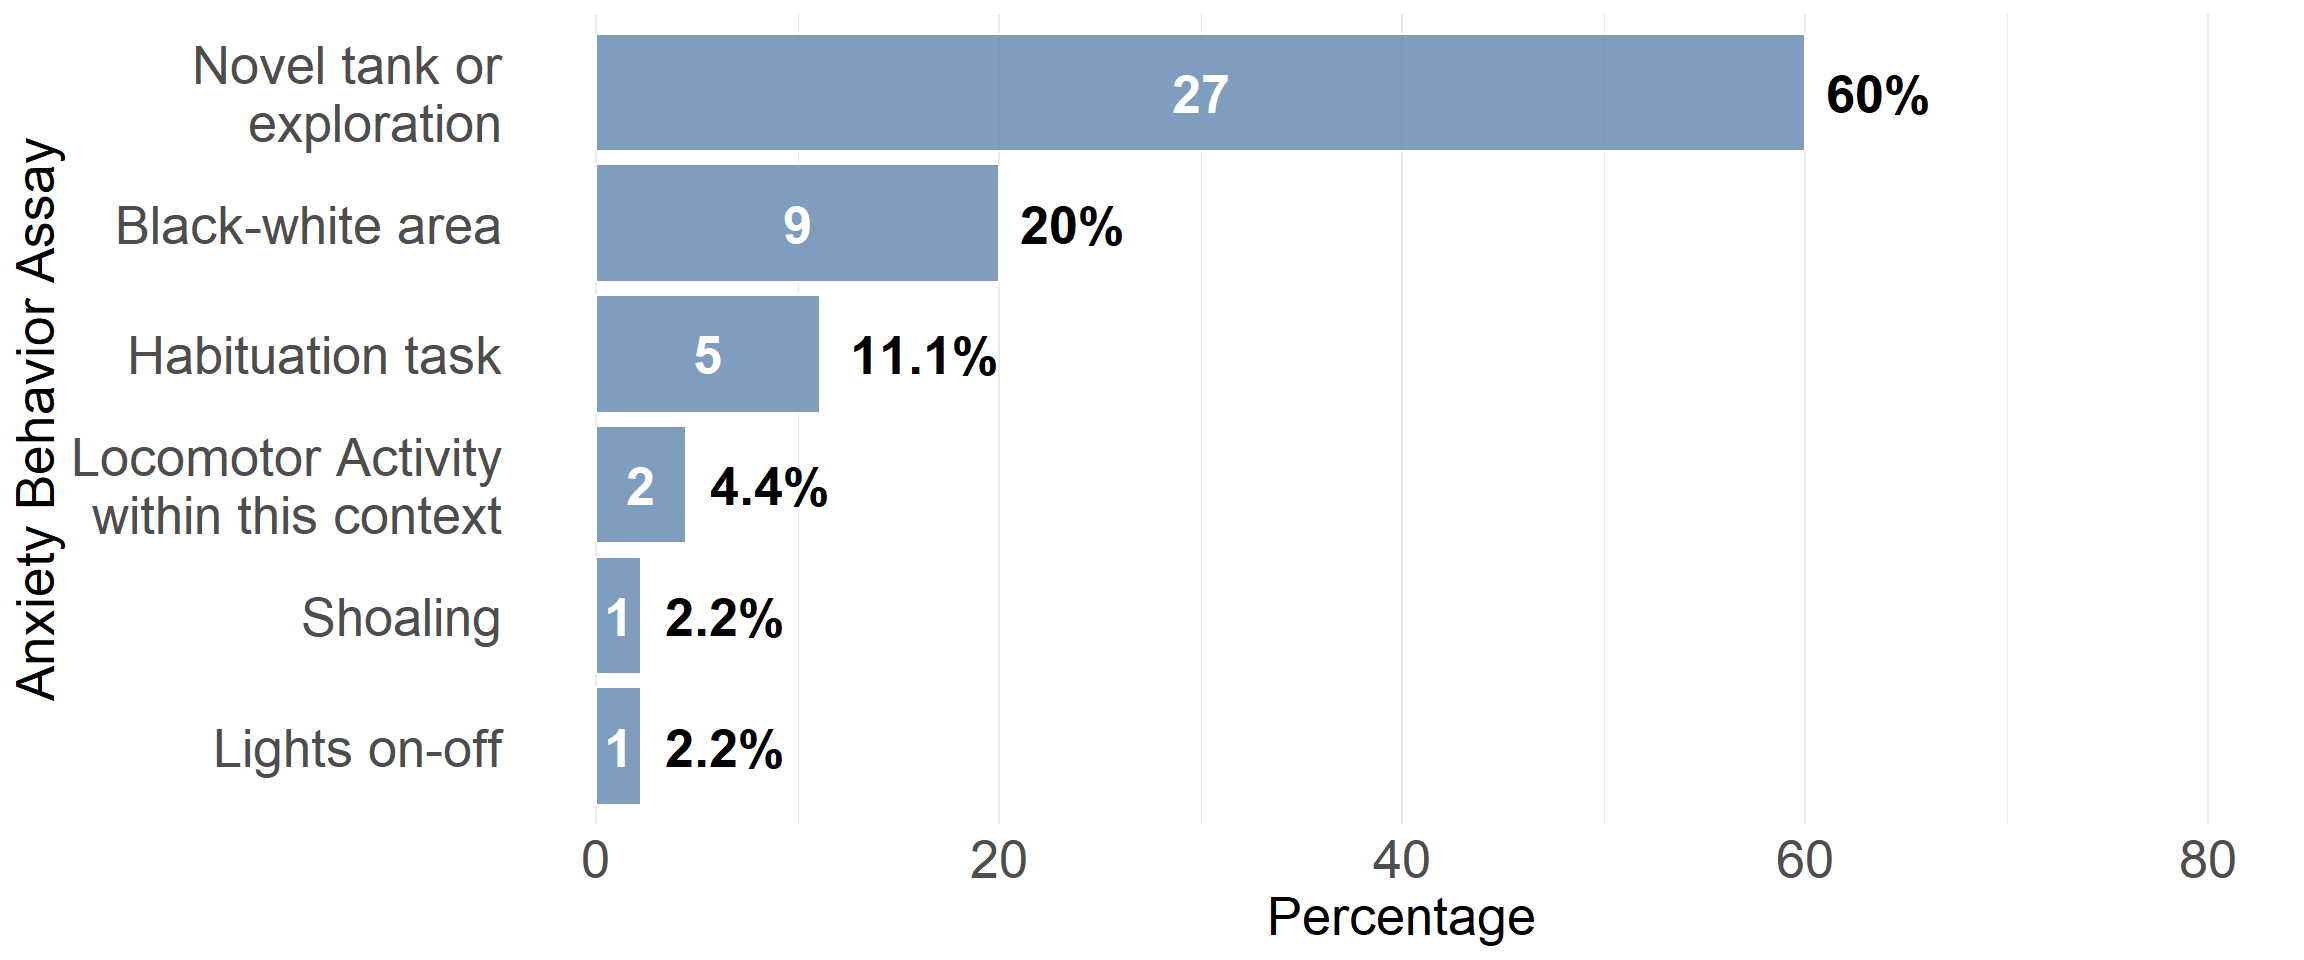 Anxiety Behavior Assay
Novel tank or
exploration
27
60%
Black-white area
9
20%
Habituation task
5
11.1%
Locomotor Activity
within this context
2
4.4%
Shoaling
1
2.2%
Lights on-off
1
2.2%
0 20 40 60 80
Percentage